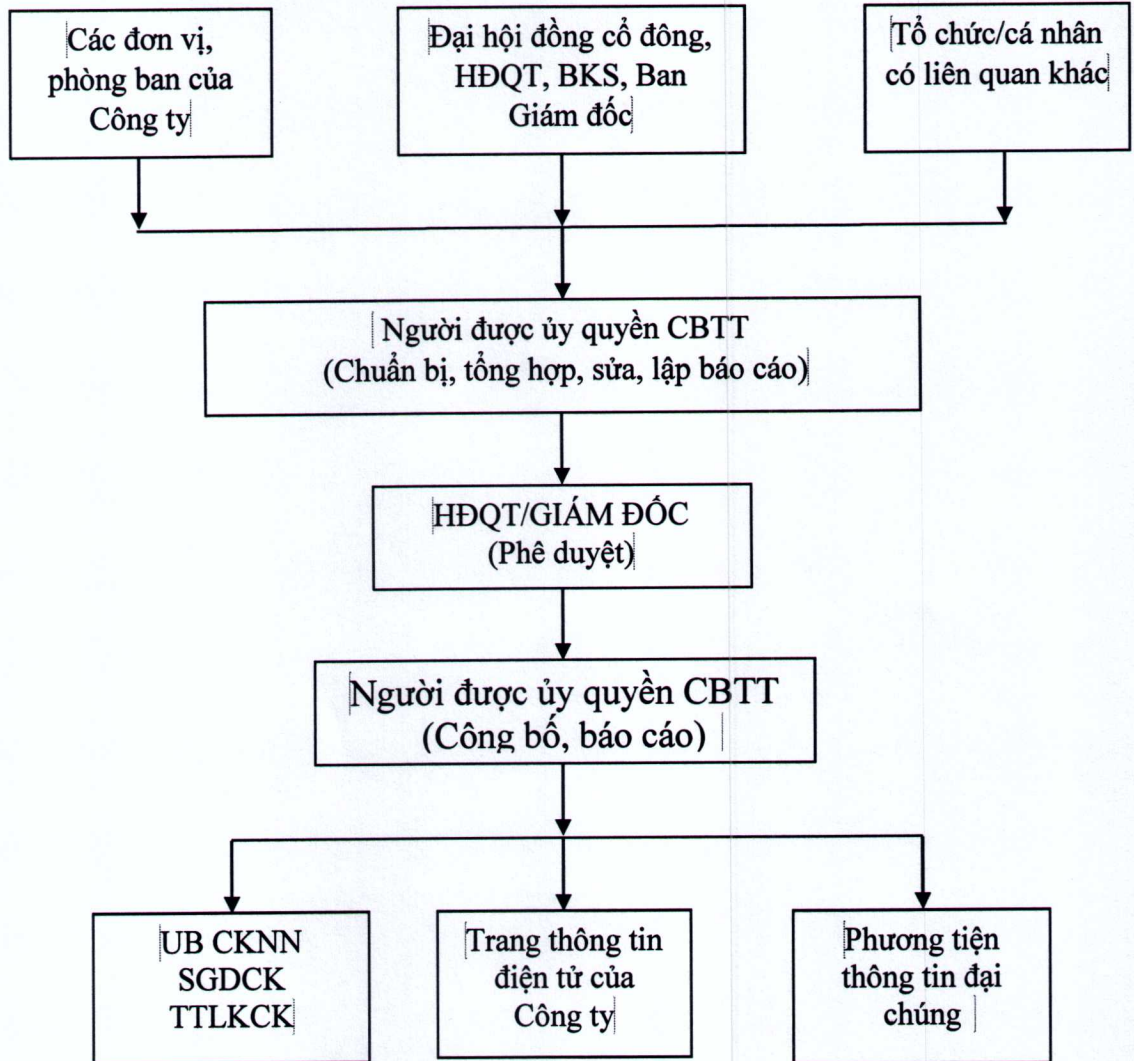 Các đơn vị,
phòng ban của
Công ty
Đại hội đồng cổ đông,
HĐQT, BKS, Ban
Giám đốc
Tổ chức/cá nhân
có liên quan khác
Người được ủy quyền CBTT
(Chuẩn bị, tổng hợp, sửa, lập báo cáo)
HĐQT/GIÁM ĐỐC
(Phê duyệt)
Người được ủy quyền CBTT
(Công bố, báo cáo)
UB CKNN
SGDCK
TTLKCK
Trang thông tin
điện tử của
Công ty
Phương tiện
thông tin đại
chúng